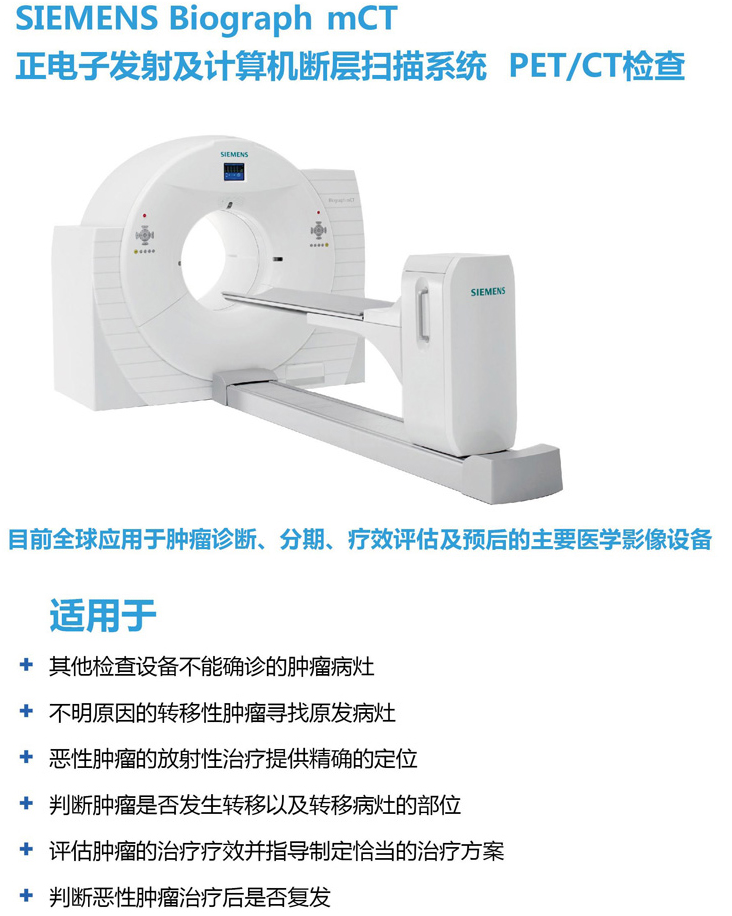 SIEMENS Biograph mCT
正电子发射及计算机断层扫描系统 PET/CT检查
SIEMENS
Biograph mCT
SIEMENS
目前全球应用于肿瘤诊断、分期、疗效评估及预后的主要医学影像设备
适用于
其他检查设备不能确诊的肿瘤病灶
不明原因的转移性肿瘤寻找原发病灶
恶性肿瘤的放射性治疗提供精确的定位
判断肿瘤是否发生转移以及转移病灶的部位
评估肿瘤的治疗疗效并指导制定恰当的治疗方案
判断恶性肿瘤治疗后是否复发